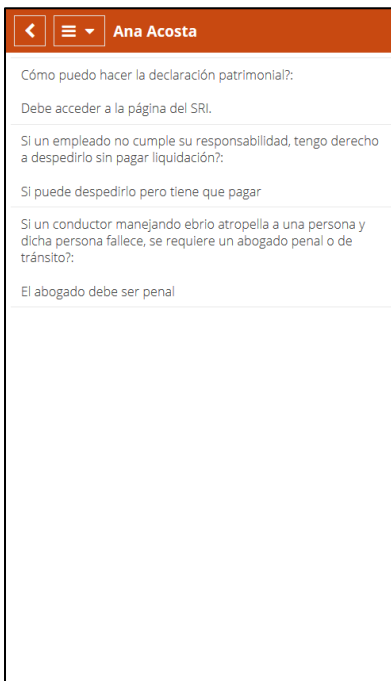 Ana Acosta
Cómo puedo hacer la declaración patrimonial?:
Debe acceder a la página del SRI.
Si un empleado no cumple su responsabilidad, tengo derecho
a despedirlo sin pagar liquidación?:
Si puede despedirlo pero tiene que pagar
Si un conductor manejando ebrio atropella a una persona y
dicha persona fallece, se requiere un abogado penal o de
tránsito?:
El abogado debe ser penal